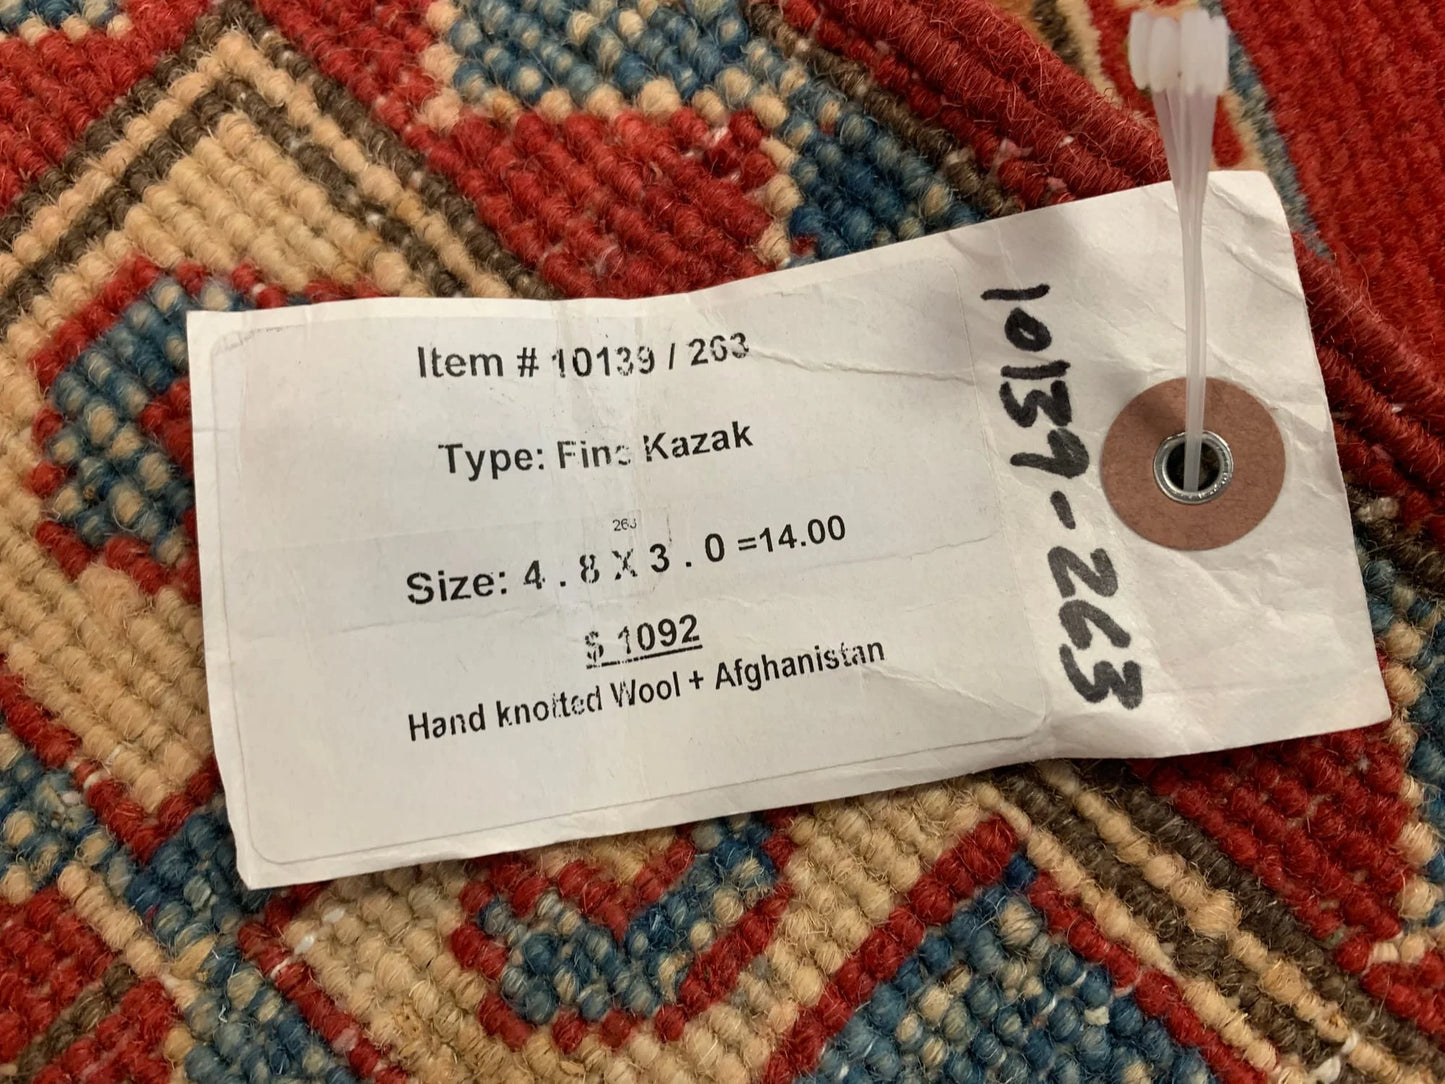 Item # 10139 / 263
Type: Fine Kazak
263
Size: 4 . 8 X 3 . 0 =14.00
$ 1092
Hand knotted Wool + Afghanistan
10139-263